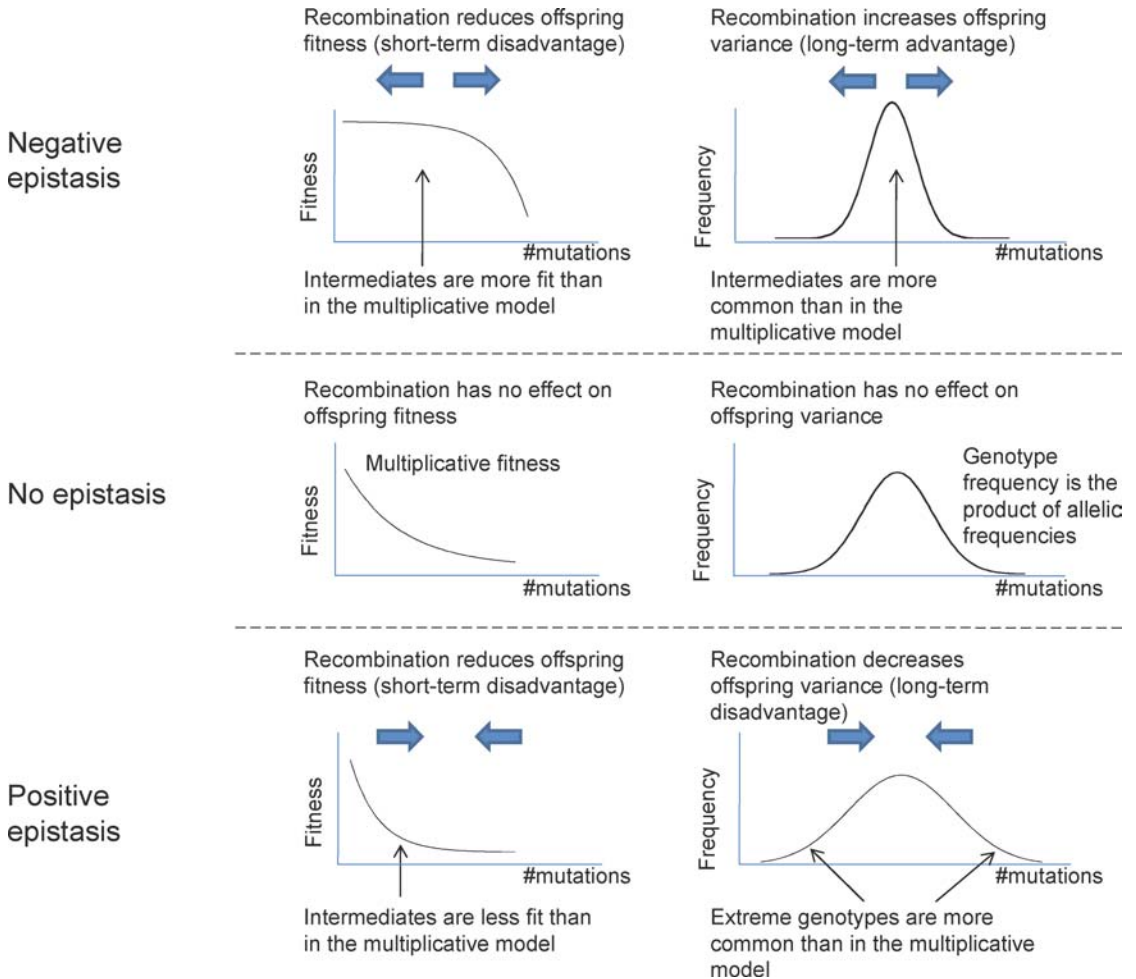 Recombination reduces offspring
fitness (short-term disadvantage)
Recombination increases offspring
variance (long-term advantage)
Negative
epistasis
Fitness
#mutations
Intermediates are more fit than
in the multiplicative model
Frequency
#mutations
Intermediates are more
common than in the
multiplicative model
Recombination has no effect on
offspring fitness
Recombination has no effect on
offspring variance
No epistasis
Fitness
Multiplicative fitness
#mutations
Frequency
Genotype
frequency is the
product of allelic
frequencies
#mutations
Recombination reduces offspring
fitness (short-term disadvantage)
Recombination decreases
offspring variance (long-term
disadvantage)
Positive
epistasis
Fitness
#mutations
Intermediates are less fit than
in the multiplicative model
Frequency
#mutations
Extreme genotypes are more
common than in the multiplicative
model